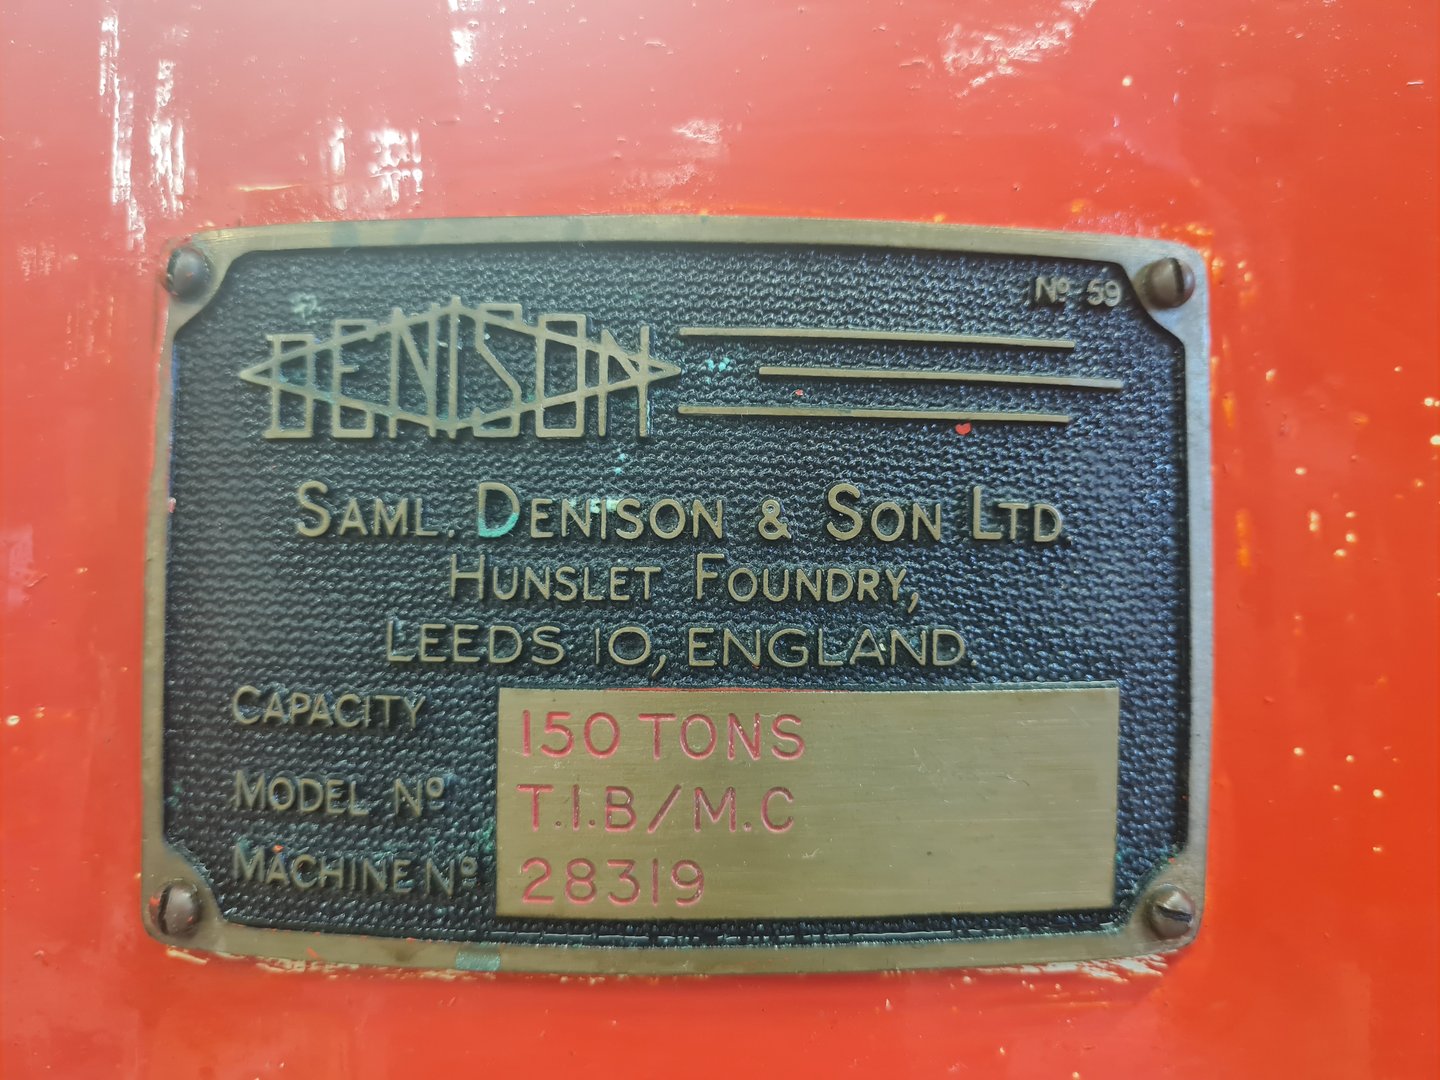 Nº 59
DENISON
SAML. DENISON & SON LTD.
HUNSLET FOUNDRY,
LEEDS 10, ENGLAND.
CAPACITY 150 TONS
MODEL Nº T.I.B/M.C
MACHINE Nº 28319